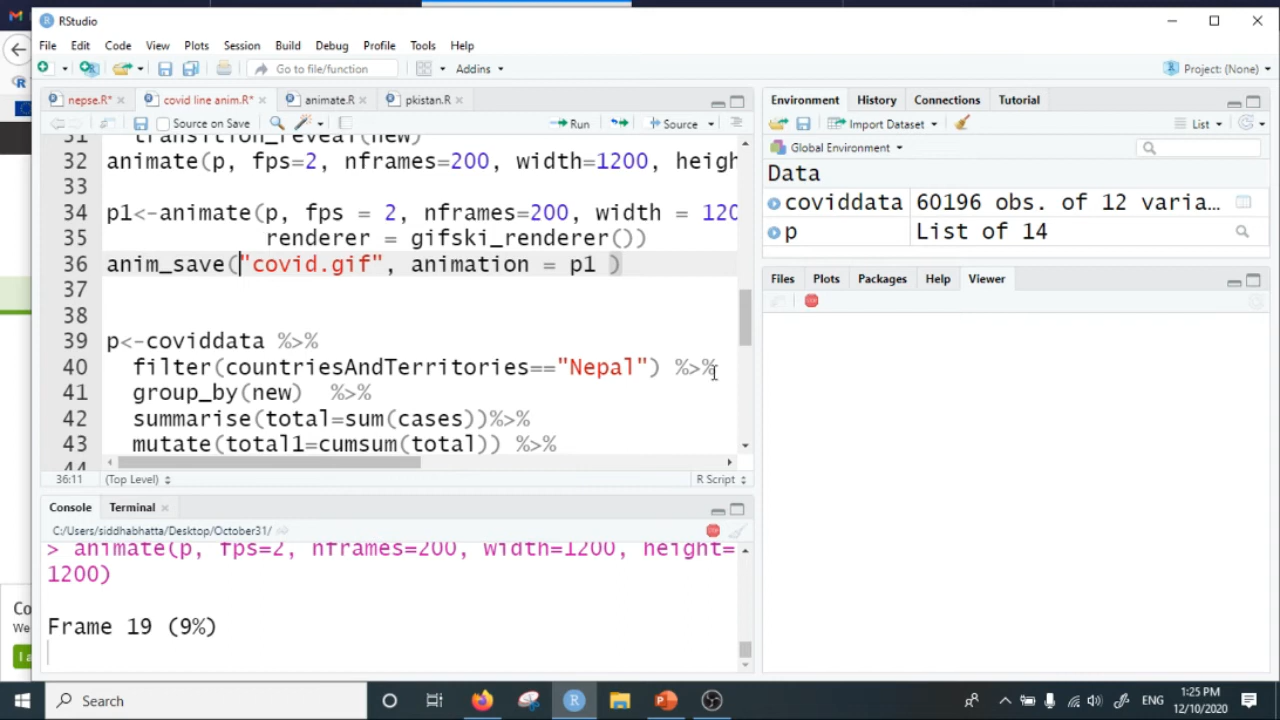 RStudio
File Edit Code View Plots Session Build Debug Profile Tools Help
Go to file/function Addins Project: (None)
nepse.R* covid line anim.R* animate.R pkistan.R
Source on Save Run Source
31 transition_reveal(new)
32 animate(p, fps=2, nframes=200, width=1200, heigh
33
34 p1<-animate(p, fps = 2, nframes=200, width = 120
35 renderer = gifski_renderer())
36 anim_save("covid.gif", animation = p1 )
37
38
39 p<-coviddata %>%
40 filter(countriesAndTerritories=="Nepal") %>%
41 group_by(new) %>%
42 summarise(total=sum(cases))%>%
43 mutate(total1=cumsum(total)) %>%
44
36:11 (Top Level) R Script
Console Terminal
C:/Users/siddhabhatta/Desktop/October31/
> animate(p, fps=2, nframes=200, width=1200, height=
1200)
Frame 19 (9%)
Environment History Connections Tutorial
Import Dataset List
Global Environment
Data
coviddata 60196 obs. of 12 varia...
p List of 14
Files Plots Packages Help Viewer
Co
We
I a
Search ENG 1:25 PM
12/10/2020